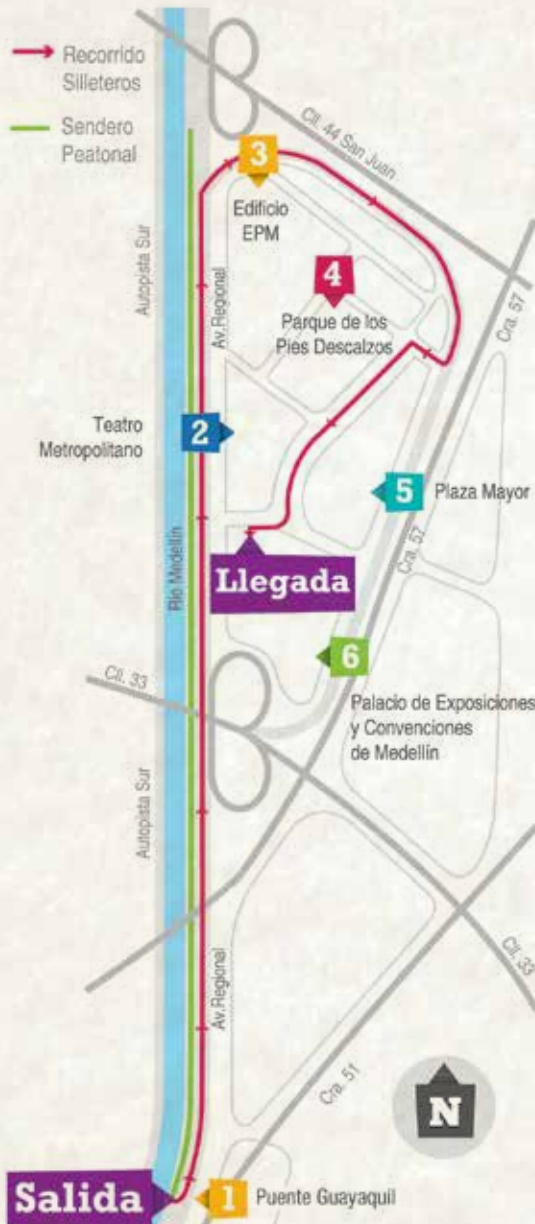 Recorrido
Silleteros
Sendero
Peatonal
Cll. 44 San Juan
3
Edificio
EPM
Autopista Sur
Av.Regional
4
Parque de los
Pies Descalzos
Cra. 57
Teatro
Metropolitano
2
5
Plaza Mayor
Cra. 57
Río Medellín
Llegada
6
Cll. 33
Palacio de Exposiciones
y Convenciones
de Medellín
Autopista Sur
Av.Regional
Cll. 33
Cra. 51
N
Salida
1
Puente Guayaquil